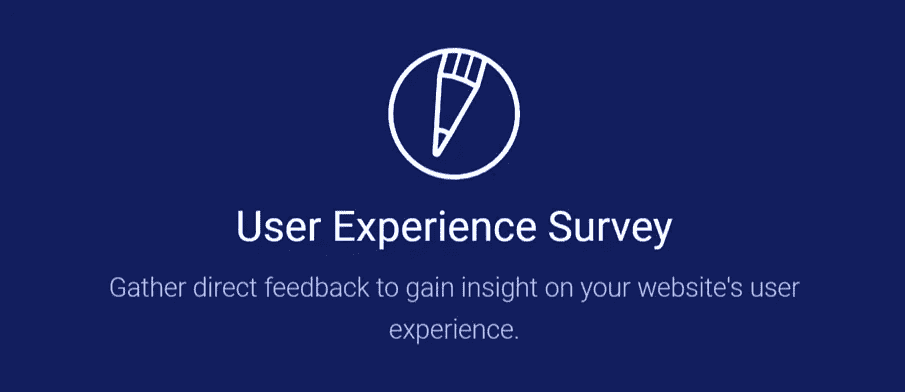 User Experience Survey
Gather direct feedback to gain insight on your website's user
experience.